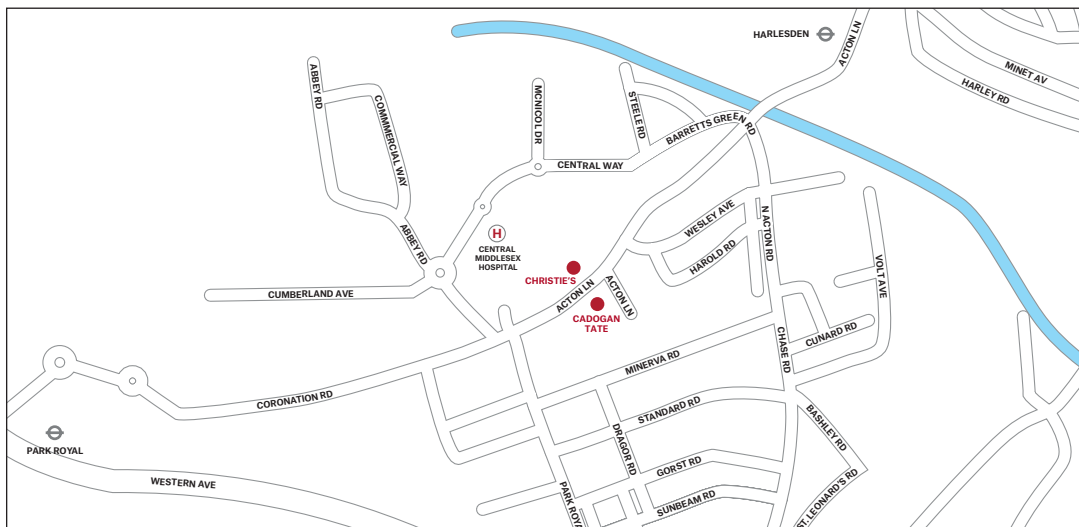 HARLESDEN
ACTON LN
MINET AV
HARLEY RD
ABBEY RD
COMMMERCIAL WAY
MCNICOL DR
STEELE RD
BARRETTS GREEN RD
CENTRAL WAY
ABBEY RD
H
CENTRAL
MIDDLESEX
HOSPITAL
WESLEY AVE
HAROLD RD
N ACTON RD
VOLT AVE
CHRISTIE'S
ACTON LN
ACTON LN
CADOGAN
TATE
CUMBERLAND AVE
CUNARD RD
CHASE RD
MINERVA RD
CORONATION RD
STANDARD RD
BASHLEY RD
DRAGOR RD
PARK ROYAL
GORST RD
SUNBEAM RD
ST. LEONARD'S RD
WESTERN AVE
PARK ROYAL